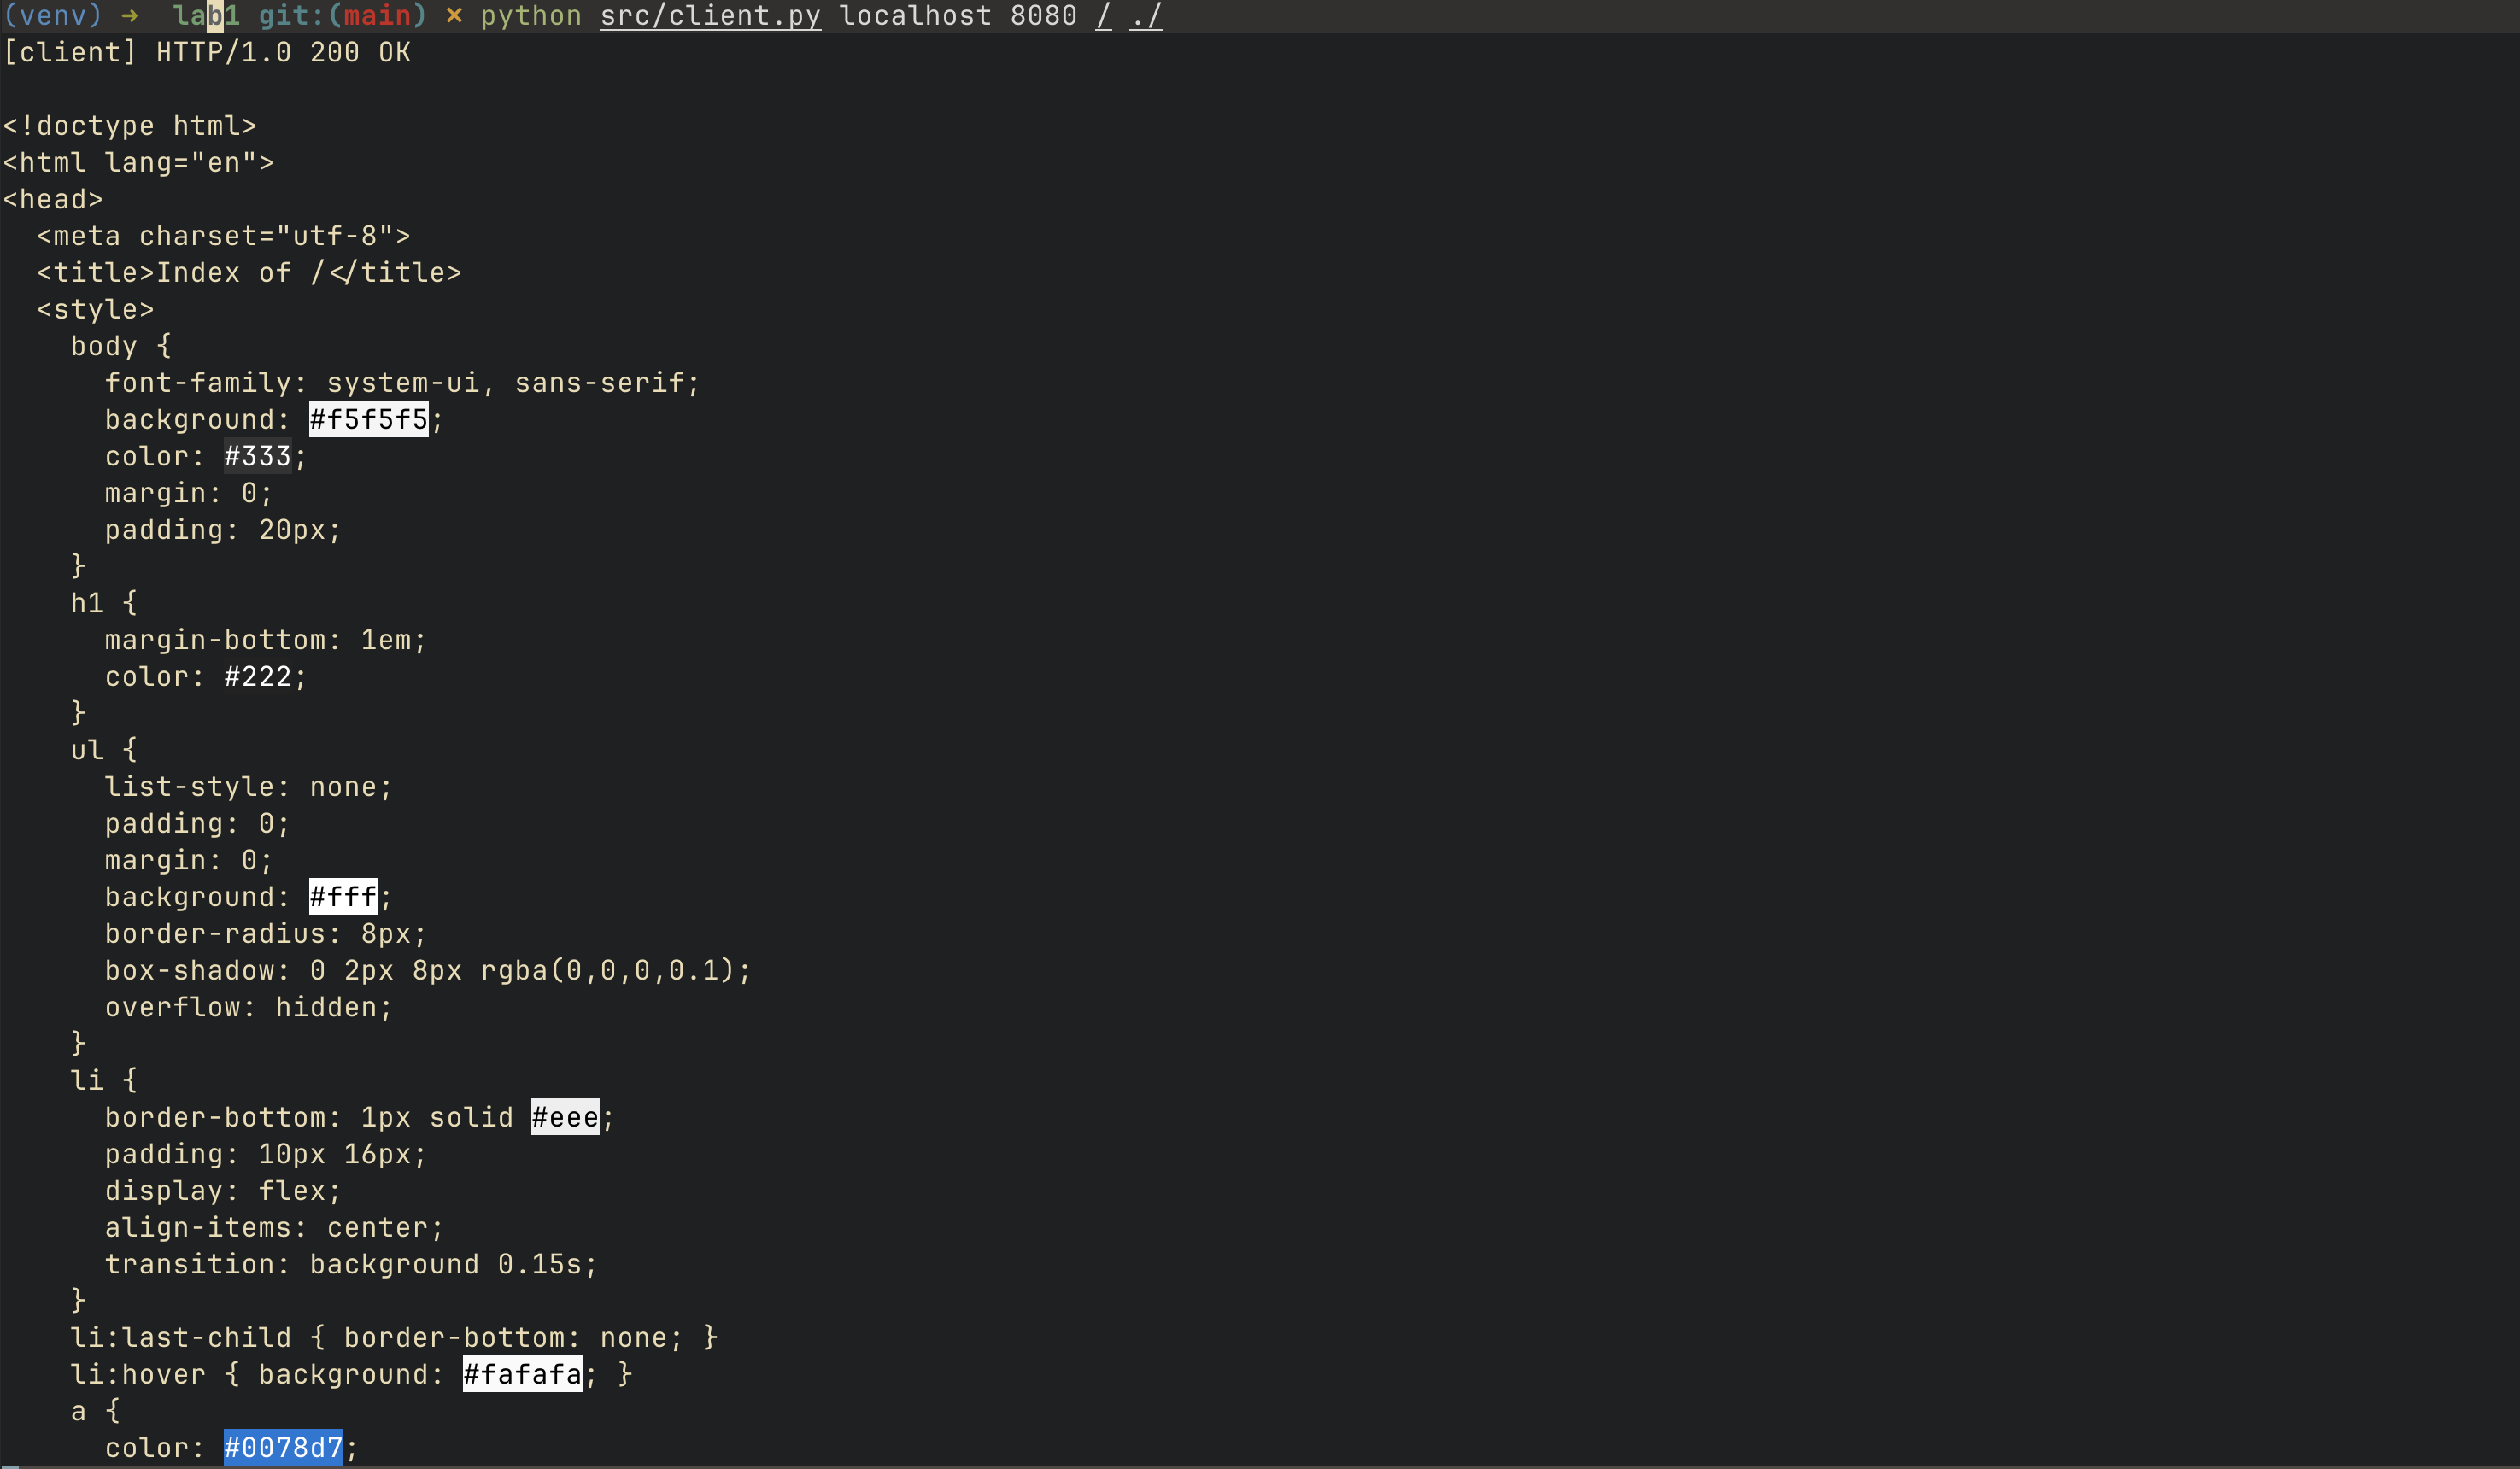 (venv) ➜  lab1 git:(main) ✗ python src/client.py localhost 8080 / ./
[client] HTTP/1.0 200 OK

<!doctype html>
<html lang="en">
<head>
  <meta charset="utf-8">
  <title>Index of /</title>
  <style>
    body {
      font-family: system-ui, sans-serif;
      background: #f5f5f5;
      color: #333;
      margin: 0;
      padding: 20px;
    }
    h1 {
      margin-bottom: 1em;
      color: #222;
    }
    ul {
      list-style: none;
      padding: 0;
      margin: 0;
      background: #fff;
      border-radius: 8px;
      box-shadow: 0 2px 8px rgba(0,0,0,0.1);
      overflow: hidden;
    }
    li {
      border-bottom: 1px solid #eee;
      padding: 10px 16px;
      display: flex;
      align-items: center;
      transition: background 0.15s;
    }
    li:last-child { border-bottom: none; }
    li:hover { background: #fafafa; }
    a {
      color: #0078d7;